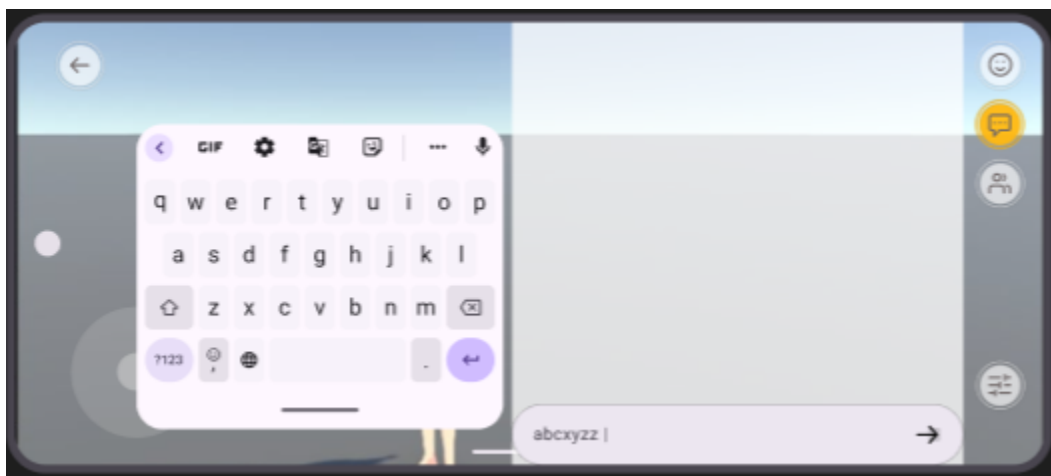 GIF
q w e r t y u i o p
a s d f g h j k l
z x c v b n m
?123 , .
abcxyzz